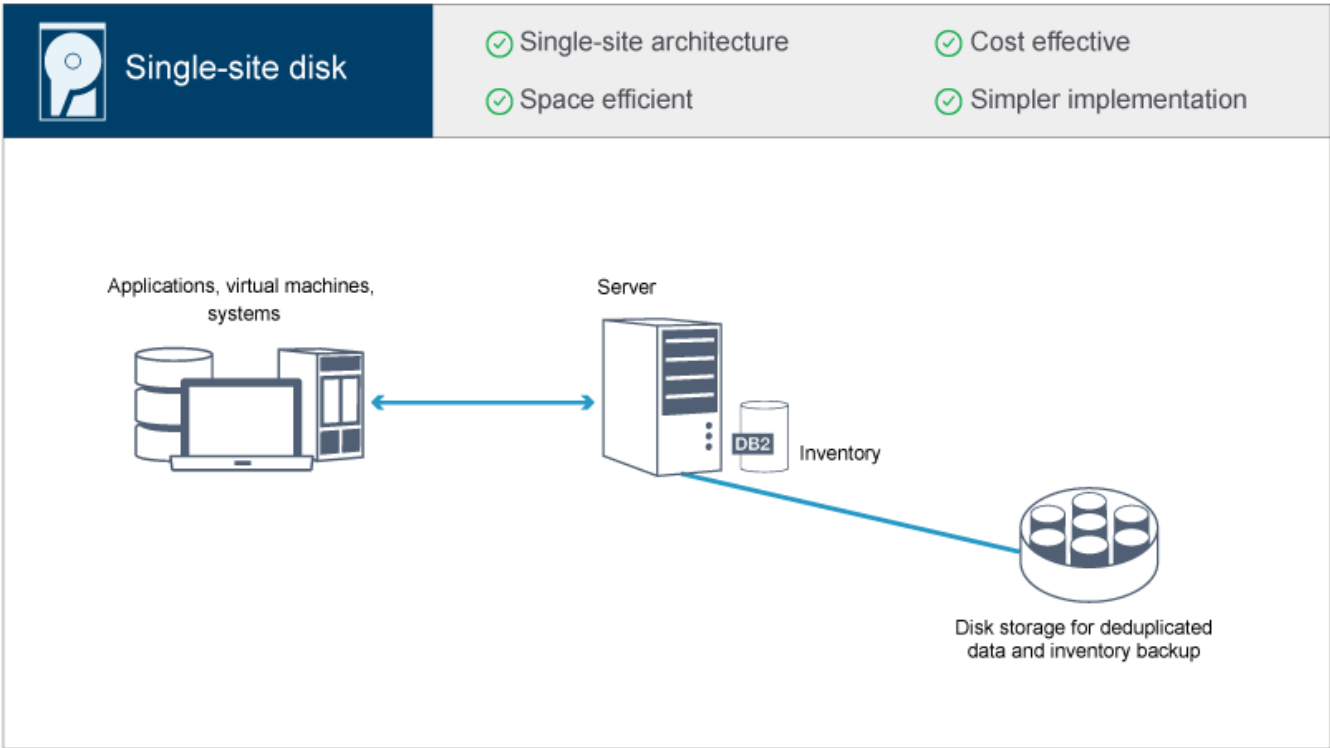 Single-site disk
Single-site architecture
Cost effective
Space efficient
Simpler implementation
Applications, virtual machines,
systems
Server
DB2
Inventory
Disk storage for deduplicated
data and inventory backup